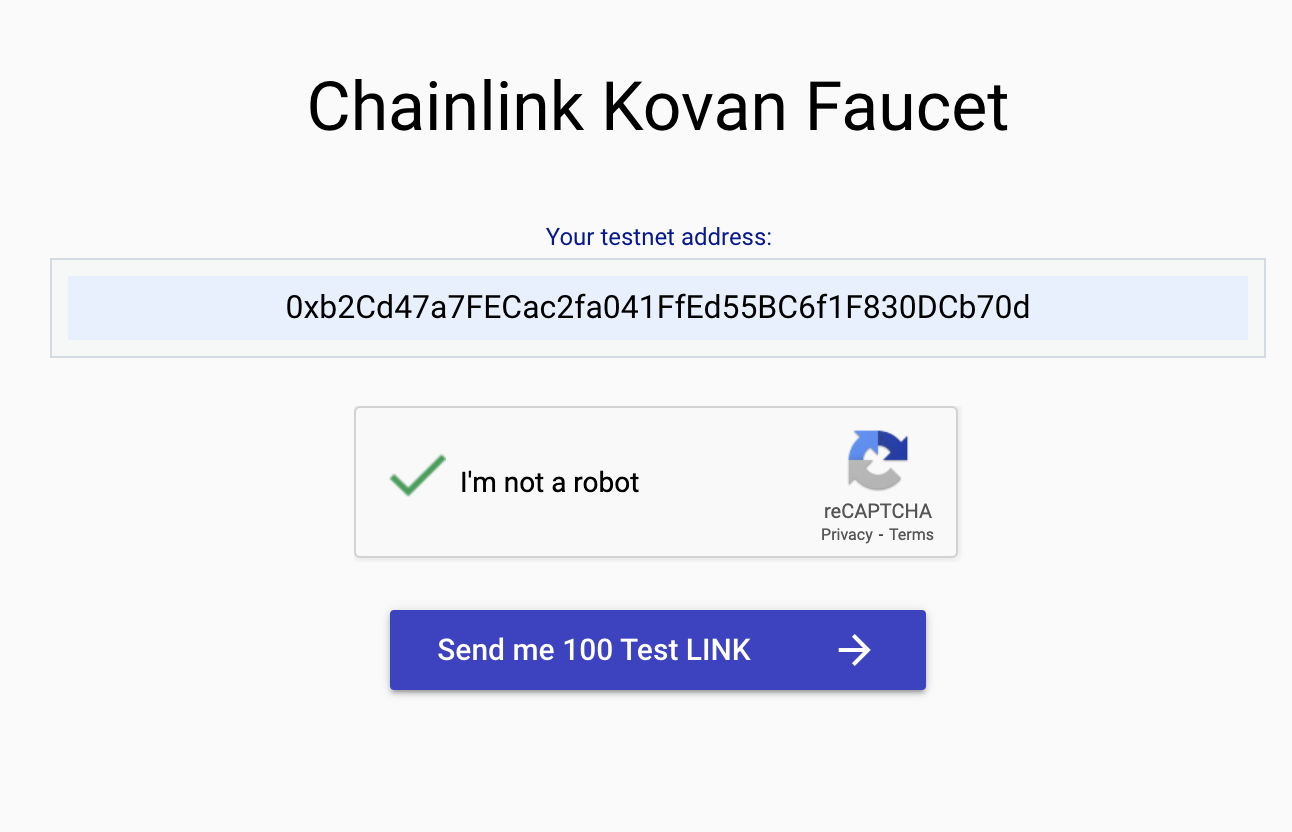 Chainlink Kovan Faucet
Your testnet address:
0xb2Cd47a7FECac2fa041FfEd55BC6f1F830DCb70d
I'm not a robot
reCAPTCHA
Privacy - Terms
Send me 100 Test LINK